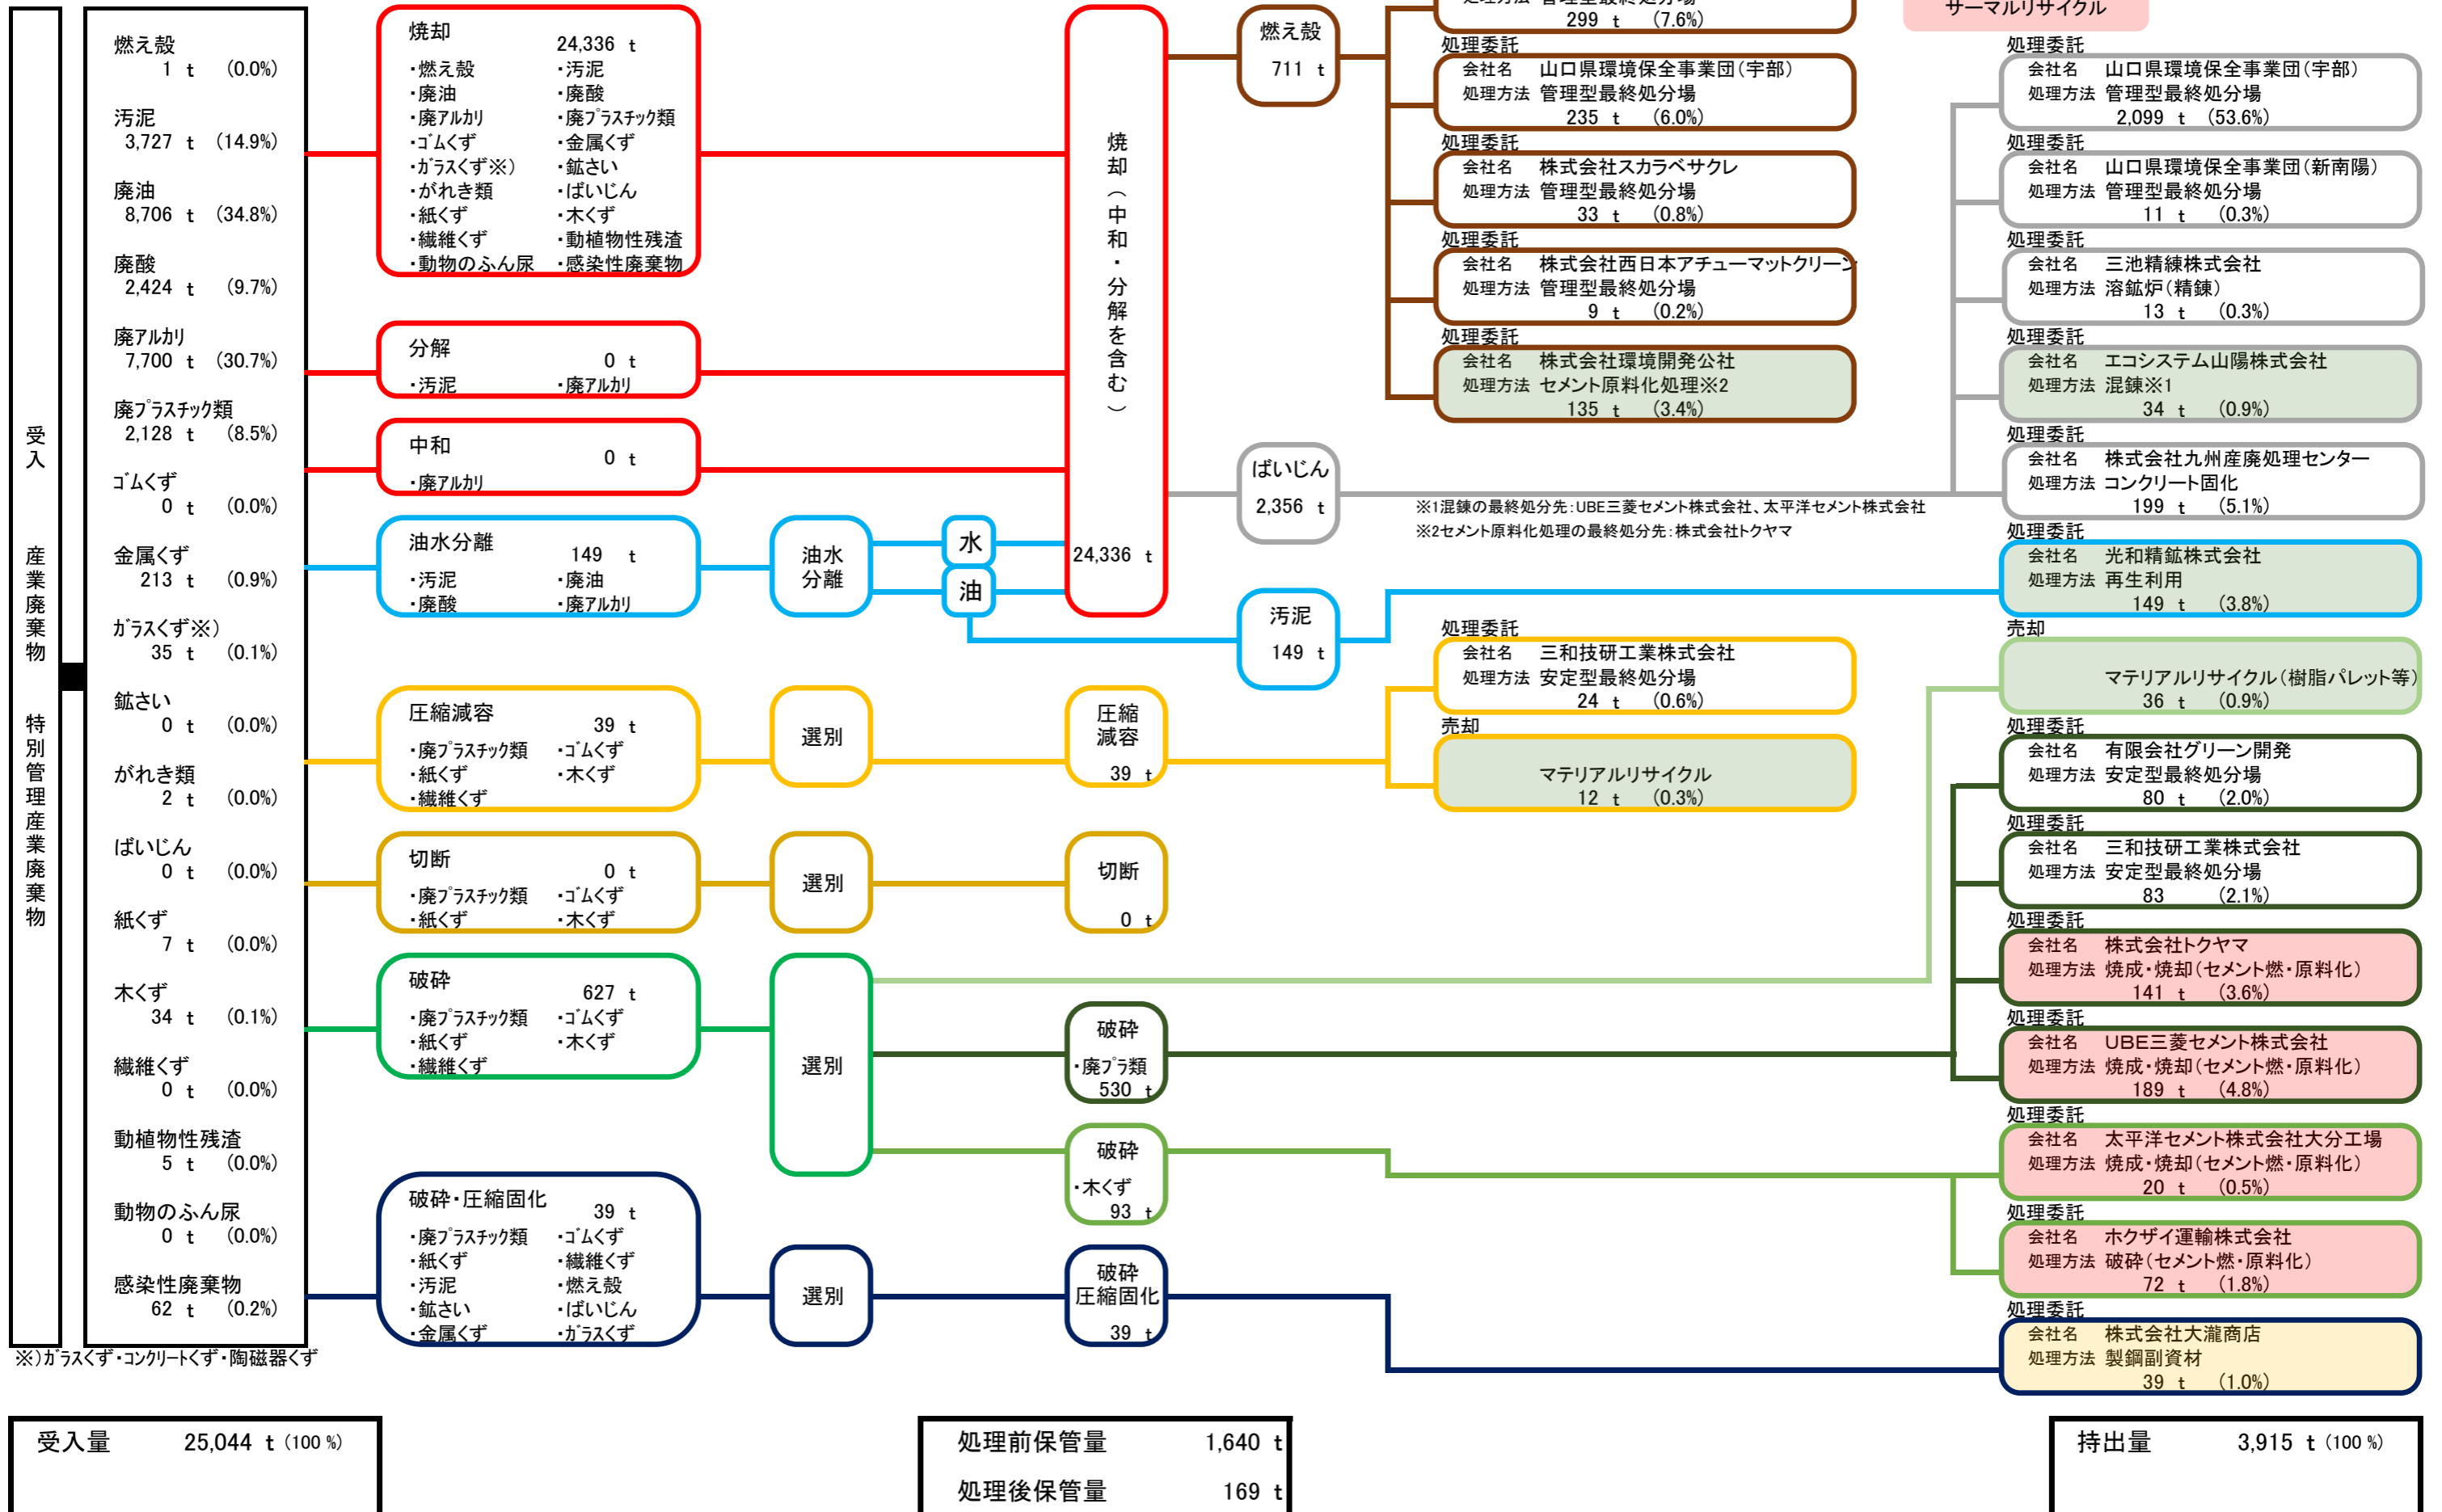 受入
産業廃棄物
特別管理産業廃棄物
燃え殻
1 t (0.0%)
汚泥
3,727 t (14.9%)
廃油
8,706 t (34.8%)
廃酸
2,424 t (9.7%)
廃アルカリ
7,700 t (30.7%)
廃プラスチック類
2,128 t (8.5%)
ゴムくず
0 t (0.0%)
金属くず
213 t (0.9%)
ガラスくず※)
35 t (0.1%)
鉱さい
0 t (0.0%)
がれき類
2 t (0.0%)
ばいじん
0 t (0.0%)
紙くず
7 t (0.0%)
木くず
34 t (0.1%)
繊維くず
0 t (0.0%)
動植物性残渣
5 t (0.0%)
動物のふん尿
0 t (0.0%)
感染性廃棄物
62 t (0.2%)
※)ガラスくず・コンクリートくず・陶磁器くず
焼却
24,336 t
・燃え殻 ・汚泥
・廃油 ・廃酸
・廃アルカリ ・廃プラスチック類
・ゴムくず ・金属くず
・ガラスくず※) ・鉱さい
・がれき類 ・ばいじん
・紙くず ・木くず
・繊維くず ・動植物性残渣
・動物のふん尿 ・感染性廃棄物
分解
0 t
・汚泥 ・廃アルカリ
中和
0 t
・廃アルカリ
油水分離
149 t
・汚泥 ・廃油
・廃酸 ・廃アルカリ
圧縮減容
39 t
・廃プラスチック類 ・ゴムくず
・紙くず ・木くず
・繊維くず
切断
0 t
・廃プラスチック類 ・ゴムくず
・紙くず ・木くず
破砕
627 t
・廃プラスチック類 ・ゴムくず
・紙くず ・木くず
・繊維くず
破砕・圧縮固化
39 t
・廃プラスチック類 ・ゴムくず
・紙くず ・繊維くず
・汚泥 ・燃え殻
・鉱さい ・ばいじん
・金属くず ・ガラスくず
油水
分離
水
油
選別
選別
選別
選別
焼却(中和・分解を含む)
24,336 t
圧縮
減容
39 t
切断
0 t
破砕
・廃プラ類
530 t
破砕
・木くず
93 t
破砕
圧縮固化
39 t
燃え殻
711 t
ばいじん
2,356 t
汚泥
149 t
処理方法 管理型最終処分場
299 t (7.6%)
処理委託
会社名 山口県環境保全事業団(宇部)
処理方法 管理型最終処分場
235 t (6.0%)
処理委託
会社名 株式会社スカラベサクレ
処理方法 管理型最終処分場
33 t (0.8%)
処理委託
会社名 株式会社西日本アチューマットクリーン
処理方法 管理型最終処分場
9 t (0.2%)
処理委託
会社名 株式会社環境開発公社
処理方法 セメント原料化処理※2
135 t (3.4%)
※1混錬の最終処分先:UBE三菱セメント株式会社、太平洋セメント株式会社
※2セメント原料化処理の最終処分先:株式会社トクヤマ
処理委託
会社名 三和技研工業株式会社
処理方法 安定型最終処分場
24 t (0.6%)
売却
マテリアルリサイクル
12 t (0.3%)
サーマルリサイクル
処理委託
会社名 山口県環境保全事業団(宇部)
処理方法 管理型最終処分場
2,099 t (53.6%)
処理委託
会社名 山口県環境保全事業団(新南陽)
処理方法 管理型最終処分場
11 t (0.3%)
処理委託
会社名 三池精練株式会社
処理方法 溶鉱炉(精錬)
13 t (0.3%)
処理委託
会社名 エコシステム山陽株式会社
処理方法 混錬※1
34 t (0.9%)
処理委託
会社名 株式会社九州産廃処理センター
処理方法 コンクリート固化
199 t (5.1%)
処理委託
会社名 光和精鉱株式会社
処理方法 再生利用
149 t (3.8%)
売却
マテリアルリサイクル(樹脂パレット等)
36 t (0.9%)
処理委託
会社名 有限会社グリーン開発
処理方法 安定型最終処分場
80 t (2.0%)
処理委託
会社名 三和技研工業株式会社
処理方法 安定型最終処分場
83 (2.1%)
処理委託
会社名 株式会社トクヤマ
処理方法 焼成・焼却(セメント燃・原料化)
141 t (3.6%)
処理委託
会社名 UBE三菱セメント株式会社
処理方法 焼成・焼却(セメント燃・原料化)
189 t (4.8%)
処理委託
会社名 太平洋セメント株式会社大分工場
処理方法 焼成・焼却(セメント燃・原料化)
20 t (0.5%)
処理委託
会社名 ホクザイ運輸株式会社
処理方法 破砕(セメント燃・原料化)
72 t (1.8%)
処理委託
会社名 株式会社大瀧商店
処理方法 製鋼副資材
39 t (1.0%)
受入量 25,044 t (100 %)
処理前保管量 1,640 t
処理後保管量 169 t
持出量 3,915 t (100 %)